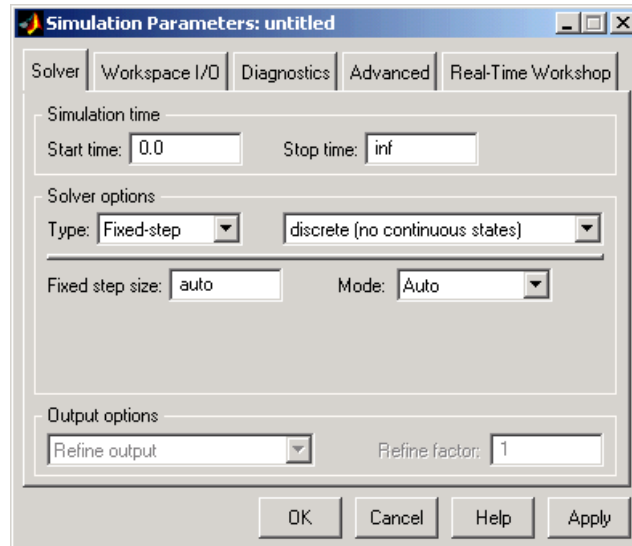 Simulation Parameters: untitled
Solver Workspace I/O Diagnostics Advanced Real-Time Workshop
Simulation time
Start time: 0.0 Stop time: inf
Solver options
Type: Fixed-step discrete (no continuous states)
Fixed step size: auto Mode: Auto
Output options
Refine output Refine factor: 1
OK Cancel Help Apply